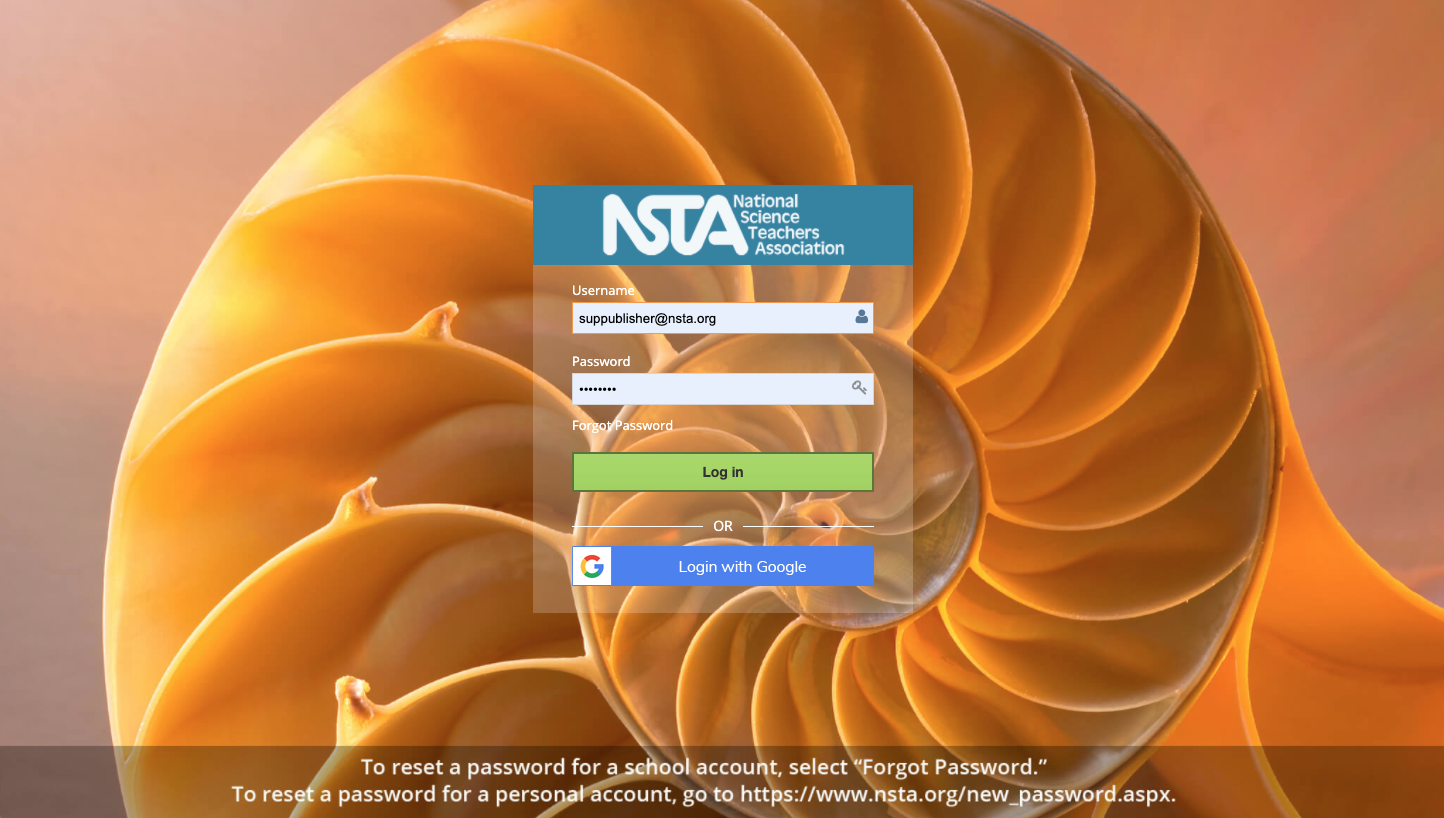 NSTA
National
Science
Teachers
Association
Username
suppublisher@nsta.org
Password
••••••••
Forgot Password
Log in
OR
G
Login with Google
To reset a password for a school account, select “Forgot Password.”
To reset a password for a personal account, go to https://www.nsta.org/new_password.aspx.